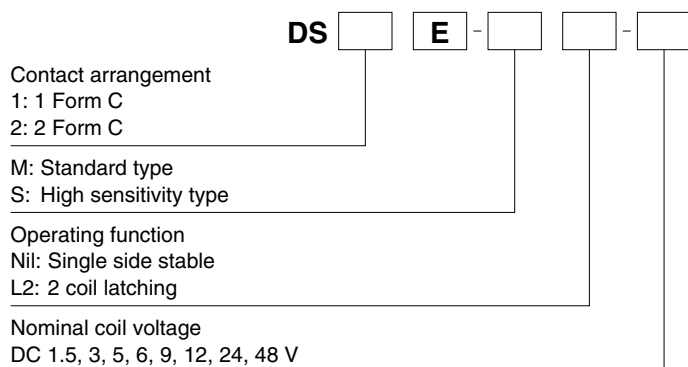 DS E - -
Contact arrangement
1: 1 Form C
2: 2 Form C
M: Standard type
S: High sensitivity type
Operating function
Nil: Single side stable
L2: 2 coil latching
Nominal coil voltage
DC 1.5, 3, 5, 6, 9, 12, 24, 48 V